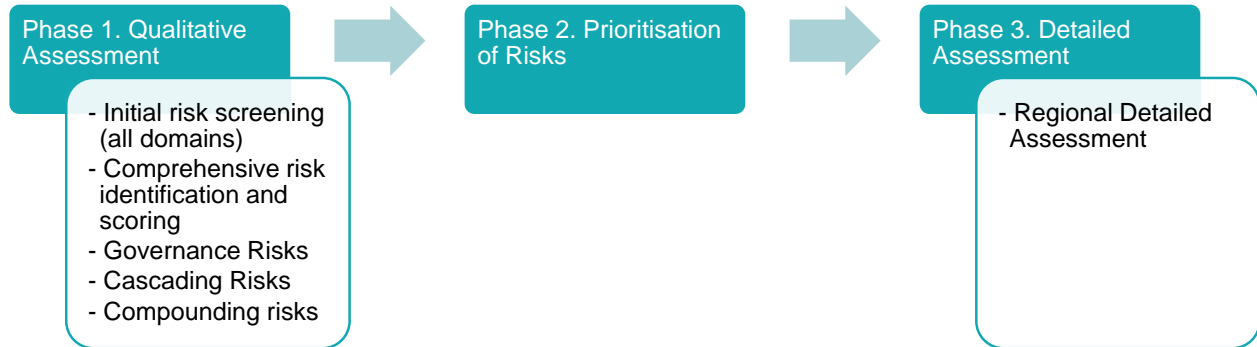 Phase 1. Qualitative
Assessment
- Initial risk screening
(all domains)
- Comprehensive risk
identification and
scoring
- Governance Risks
- Cascading Risks
- Compounding risks
Phase 2. Prioritisation
of Risks
Phase 3. Detailed
Assessment
- Regional Detailed
Assessment